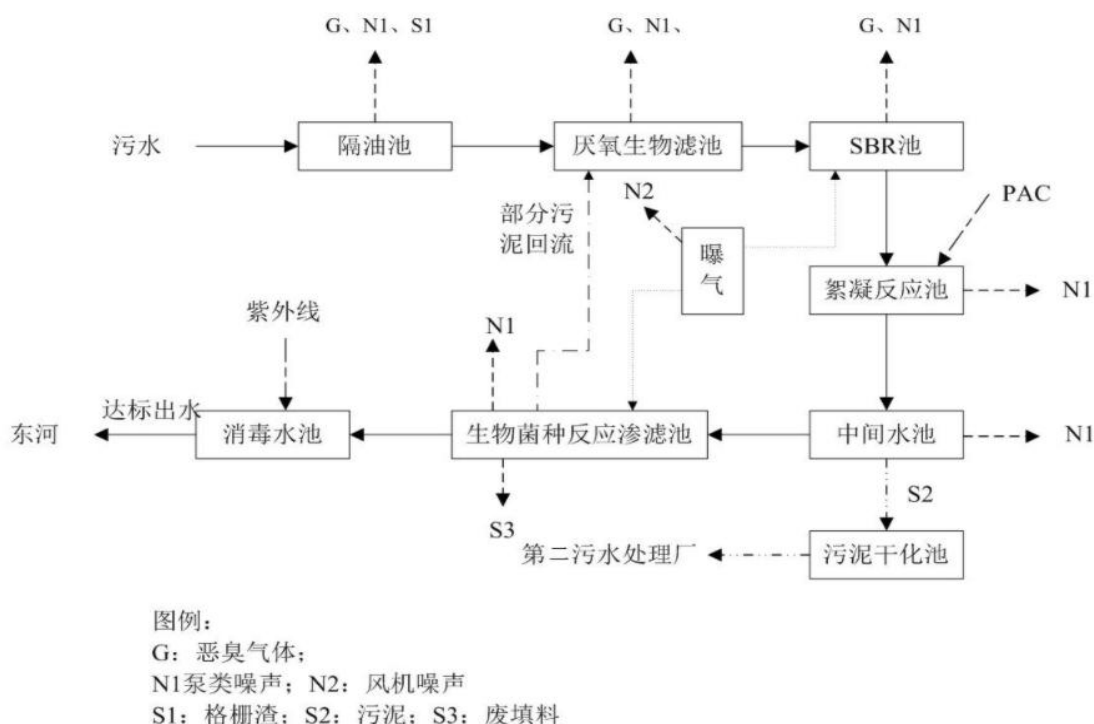 G、N1、S1
G、N1、
G、N1
污水
隔油池
厌氧生物滤池
SBR池
部分污
泥回流
N2
曝
气
PAC
絮凝反应池
N1
紫外线
N1
达标出水
东河
消毒水池
生物菌种反应渗滤池
中间水池
N1
S2
S3
第二污水处理厂
污泥干化池
图例：
G：恶臭气体；
N1泵类噪声；N2：风机噪声
S1：格栅渣；S2：污泥；S3：废填料